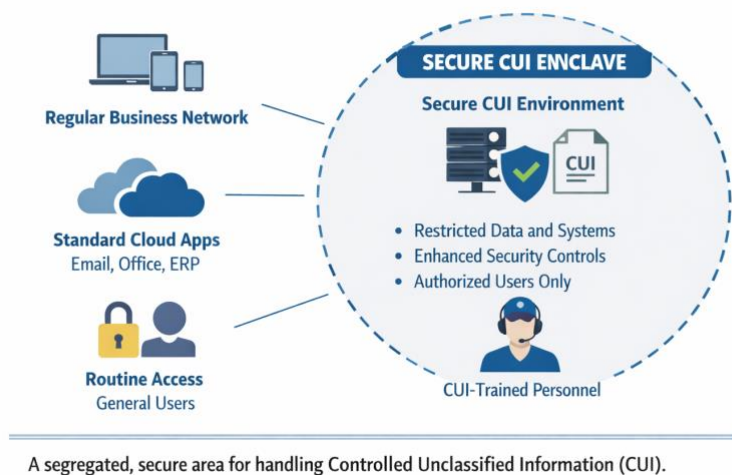 Regular Business Network
Standard Cloud Apps
Email, Office, ERP
Routine Access
General Users
SECURE CUI ENNCLAVE
Secure CUI Environment
CUI
• Restricted Data and Systems
• Enhanced Security Controls
• Authorized Users Only
CUI-Trained Personnel
A segregated, secure area for handling Controlled Unclassified Information (CUI).